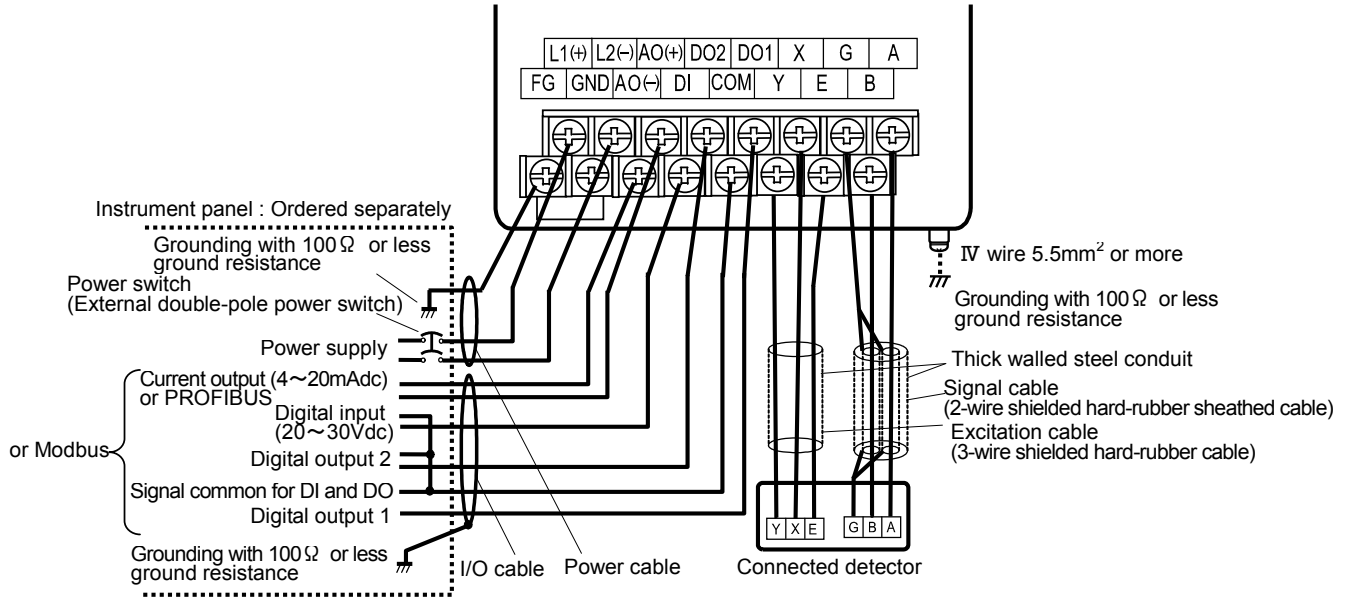 L1(+) L2(−) AO(+) DO2 DO1 X G A
FG GND AO(−) DI COM Y E B
Instrument panel : Ordered separately
Grounding with 100Ω or less
ground resistance
Power switch
(External double-pole power switch)
Power supply
Current output (4～20mAdc)
or PROFIBUS
Digital input
(20～30Vdc)
or Modbus
Digital output 2
Signal common for DI and DO
Digital output 1
Grounding with 100Ω or less
ground resistance
I/O cable
Power cable
IV wire 5.5mm² or more
Grounding with 100Ω or less
ground resistance
Thick walled steel conduit
Signal cable
(2-wire shielded hard-rubber sheathed cable)
Excitation cable
(3-wire shielded hard-rubber cable)
Y X E G B A
Connected detector